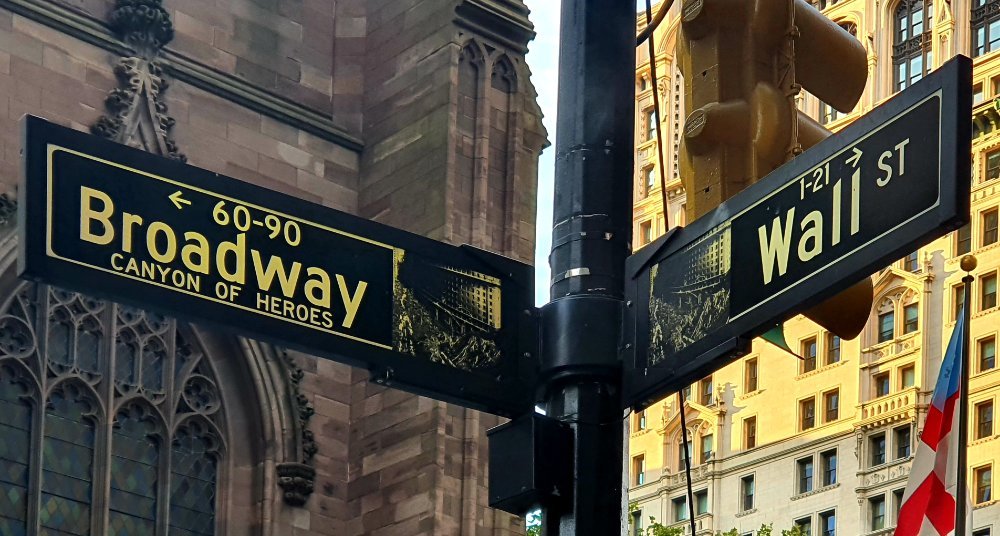 ← 60-90
Broadway
CANYON OF HEROES
1-21 →
Wall ST